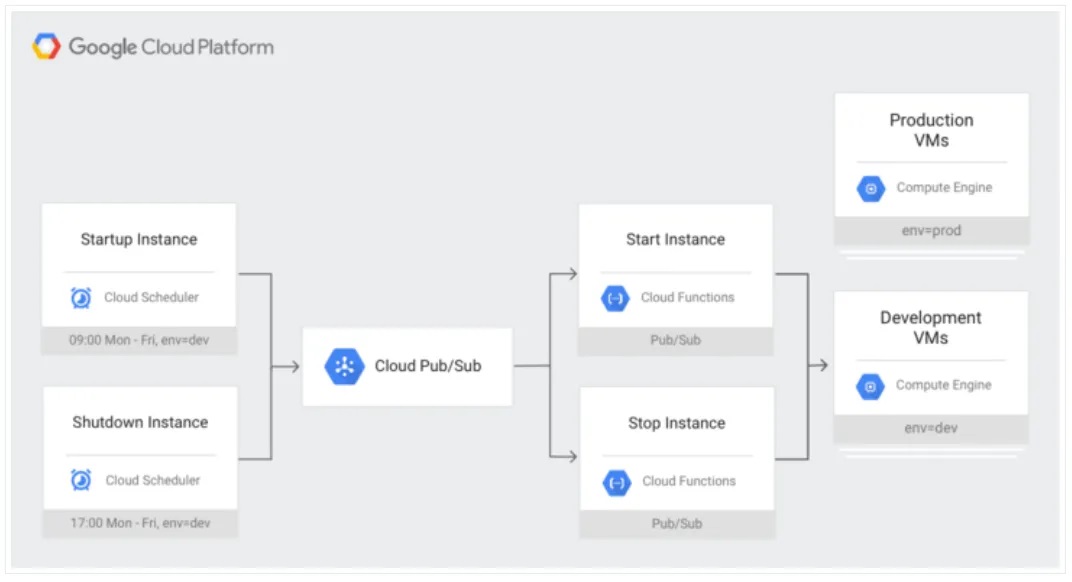 Google Cloud Platform
Startup Instance
Cloud Scheduler
09:00 Mon - Fri, env=dev
Shutdown Instance
Cloud Scheduler
17:00 Mon - Fri, env=dev
Cloud Pub/Sub
Start Instance
Cloud Functions
Pub/Sub
Stop Instance
Cloud Functions
Pub/Sub
Production
VMs
Compute Engine
env=prod
Development
VMs
Compute Engine
env=dev